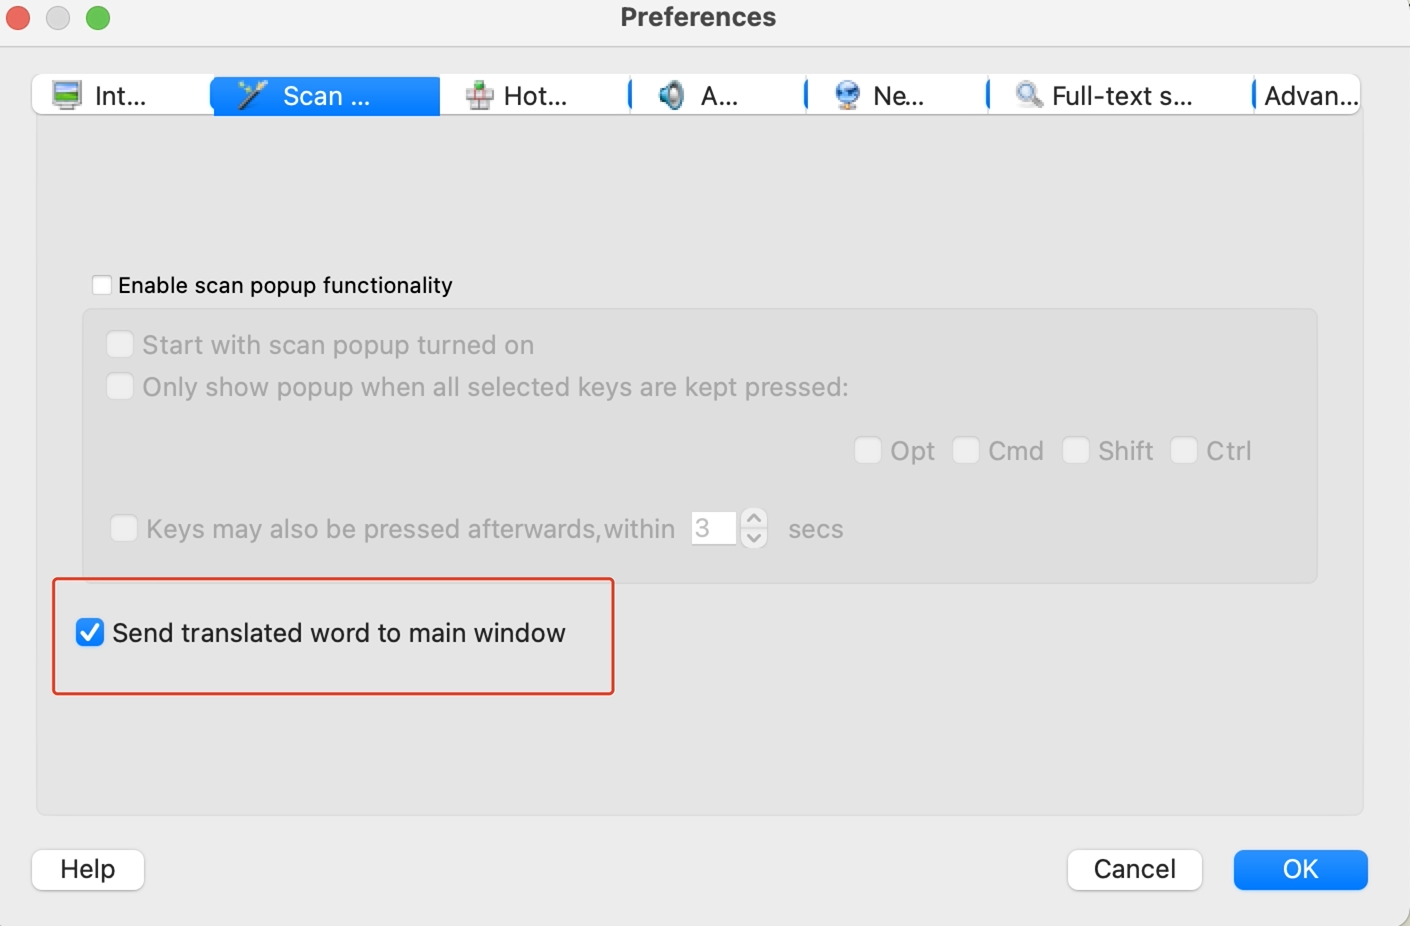 Preferences
Int...
Scan ...
Hot...
A...
Ne...
Full-text s...
Advan...
Enable scan popup functionality
Start with scan popup turned on
Only show popup when all selected keys are kept pressed:
Opt Cmd Shift Ctrl
Keys may also be pressed afterwards,within 3 secs
Send translated word to main window
Help
Cancel
OK